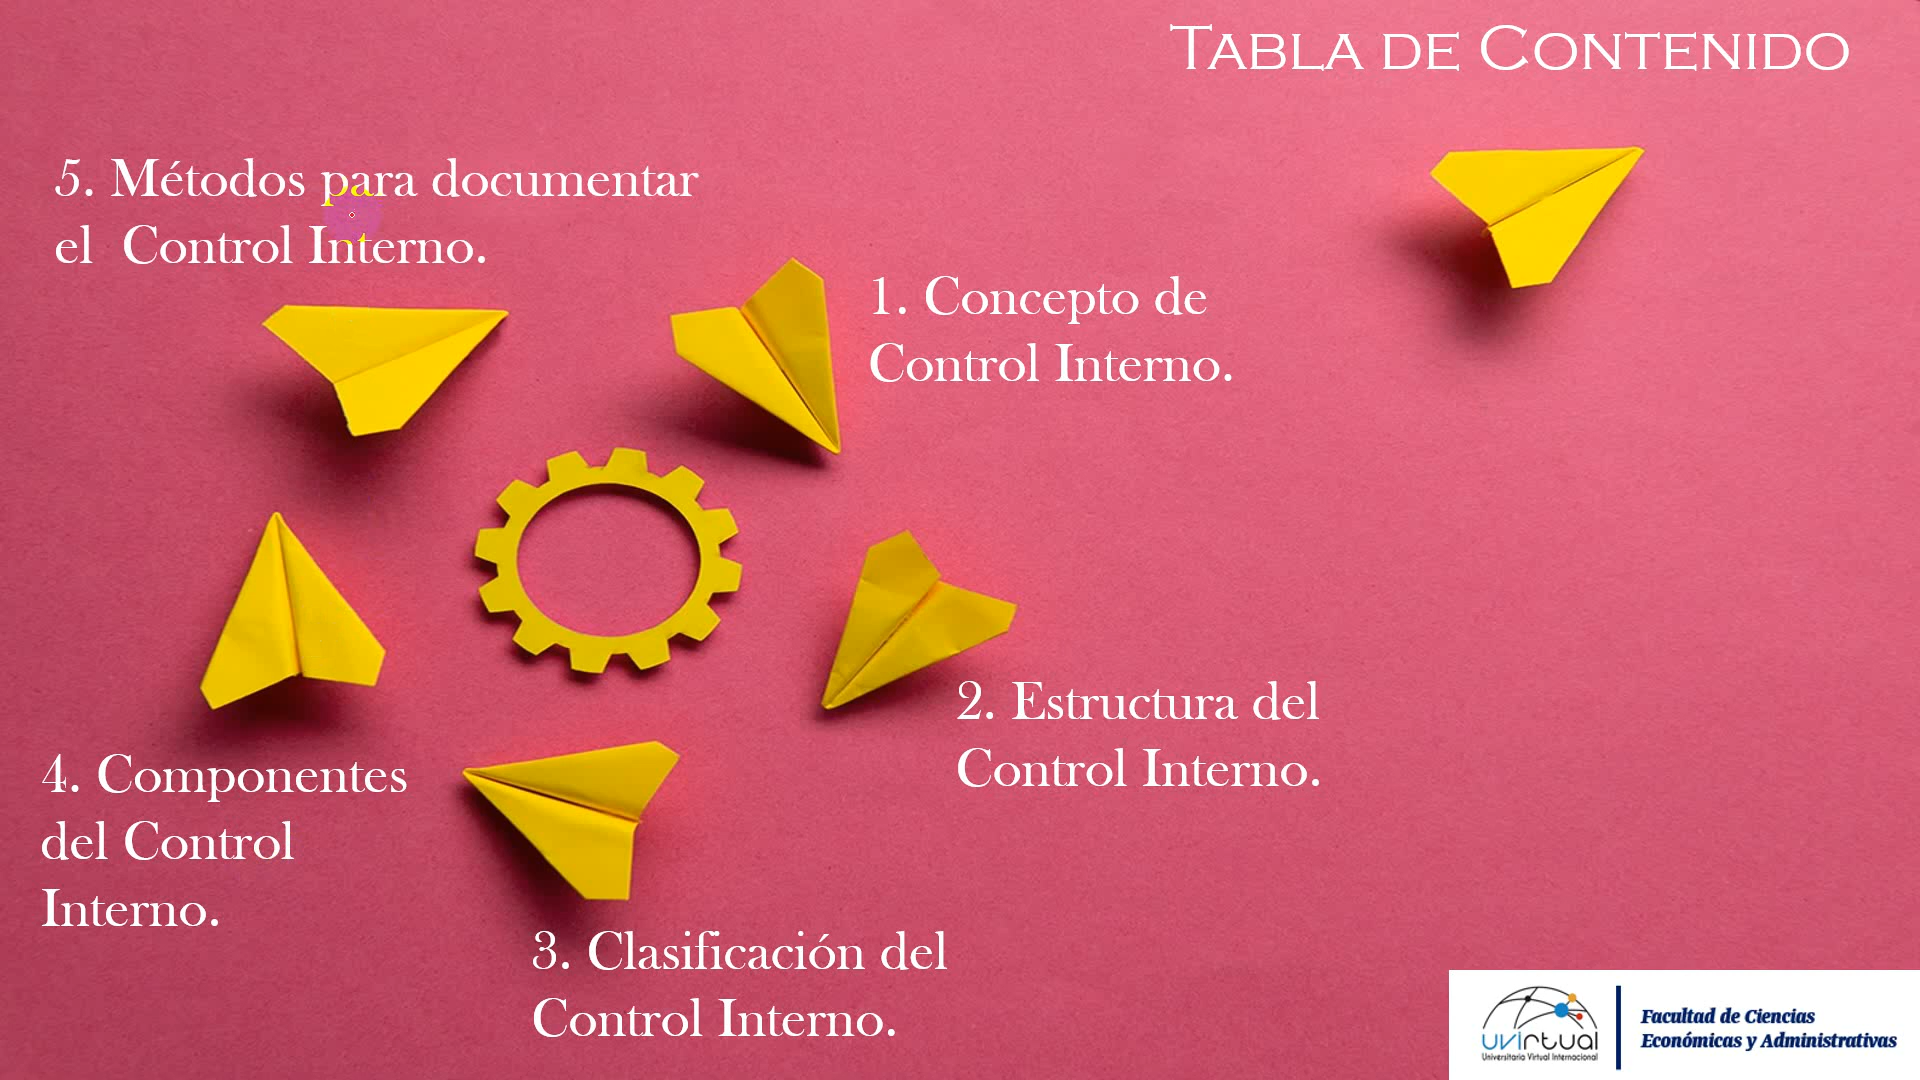 Tabla de Contenido
5. Métodos para documentar
el Control Interno.
1. Concepto de
Control Interno.
2. Estructura del
Control Interno.
4. Componentes
del Control
Interno.
3. Clasificación del
Control Interno.
uvirtual
Universitaria Virtual Internacional
Facultad de Ciencias
Económicas y Administrativas